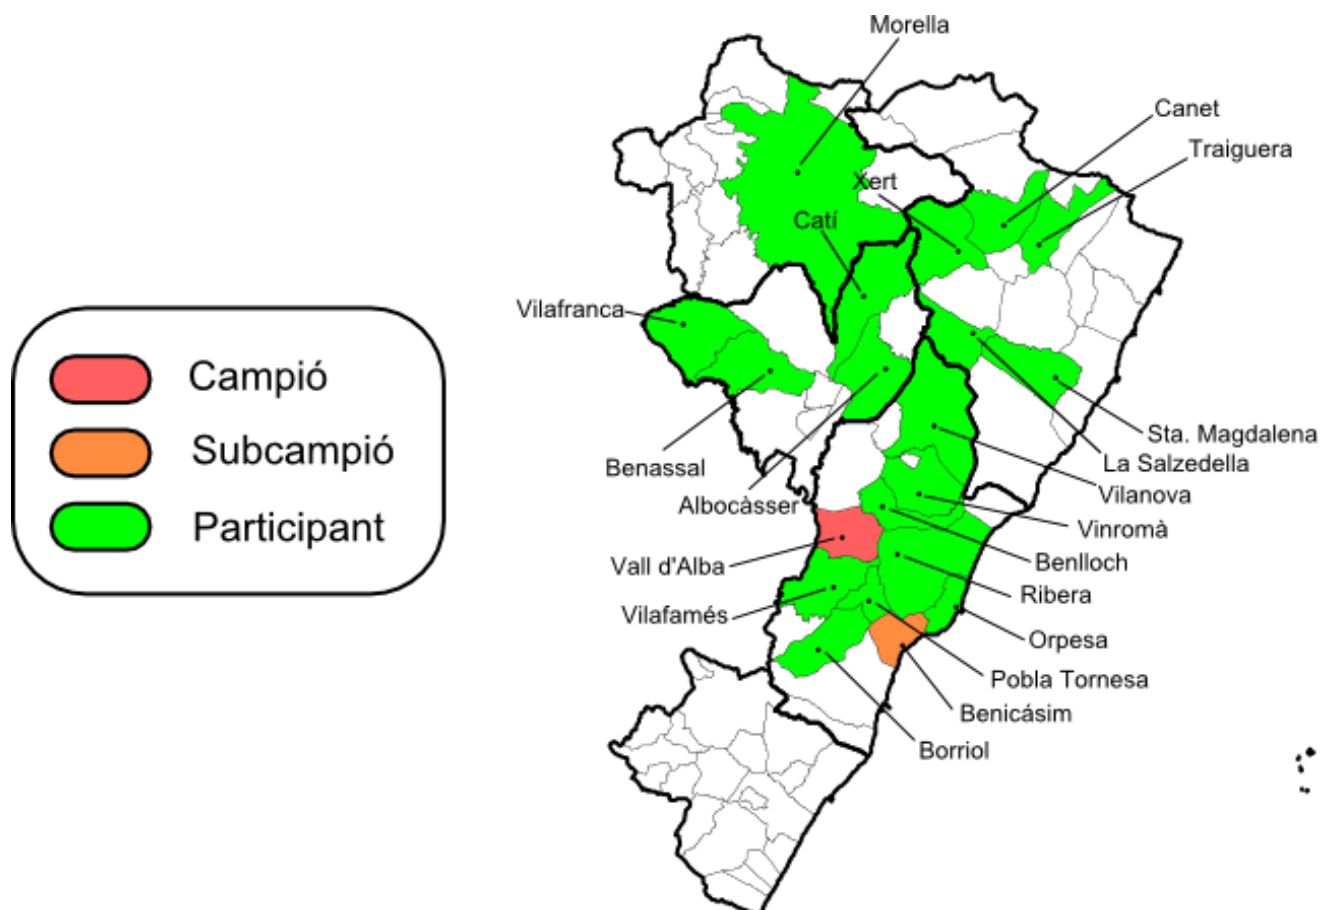 Morella
Canet
Traiguera
Xert
Catí
Vilafranca
Campió
Subcampió
Participant
Sta. Magdalena
La Salzedella
Benassal
Vilanova
Albocàsser
Vinromà
Benlloch
Vall d'Alba
Ribera
Vilafamés
Orpesa
Pobla Tornesa
Benicásim
Borriol